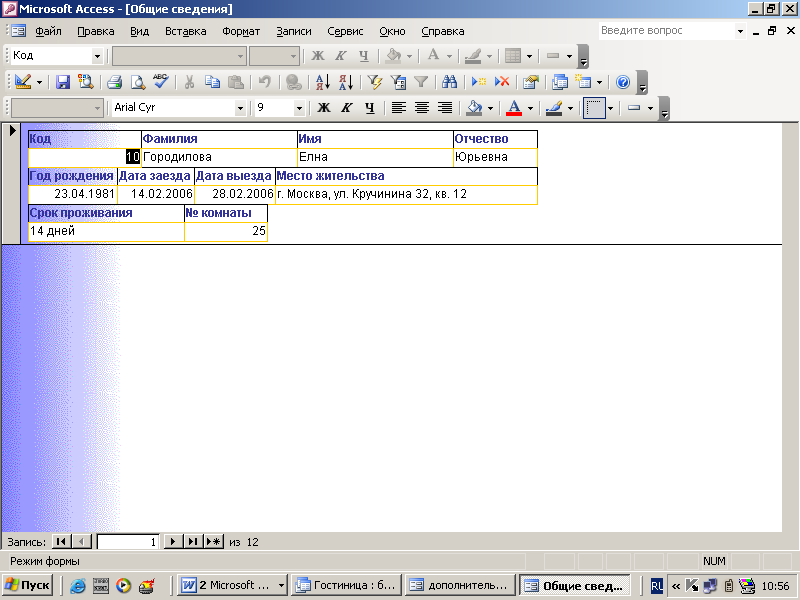 Microsoft Access - [Общие сведения]
Файл Правка Вид Вставка Формат Записи Сервис Окно Справка Введите вопрос
Код Ж К Ч А
Arial Cyr 9 Ж К Ч А
Код Фамилия Имя Отчество
10 Городилова Елна Юрьевна
Год рождения Дата заезда Дата выезда Место жительства
23.04.1981 14.02.2006 28.02.2006 г. Москва, ул. Кручинина 32, кв. 12
Срок проживания № комнаты
14 дней 25
Запись: 1 из 12
Режим формы NUM
Пуск 2 Microsoft ... Гостиница : б... дополнитель... Общие свед... RU « 10:56